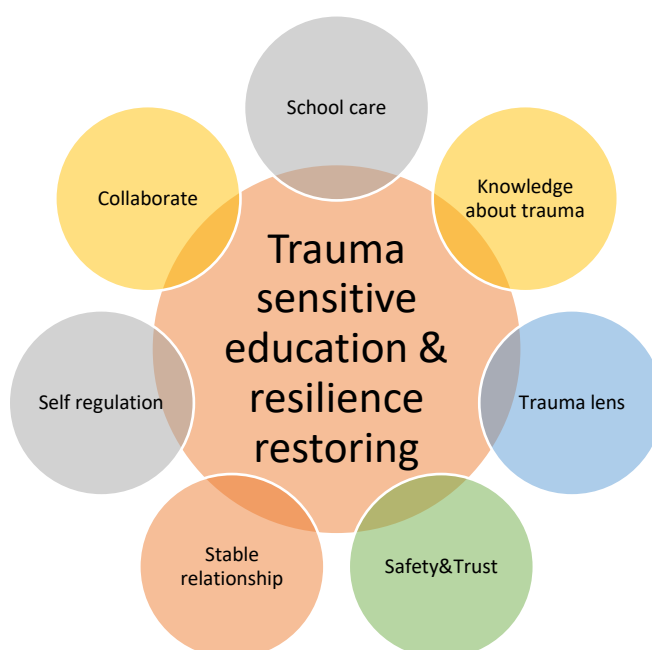 School care
Knowledge
about trauma
Collaborate
Trauma
sensitive
education &
resilience
restoring
Self regulation
Trauma lens
Stable
relationship
Safety&Trust